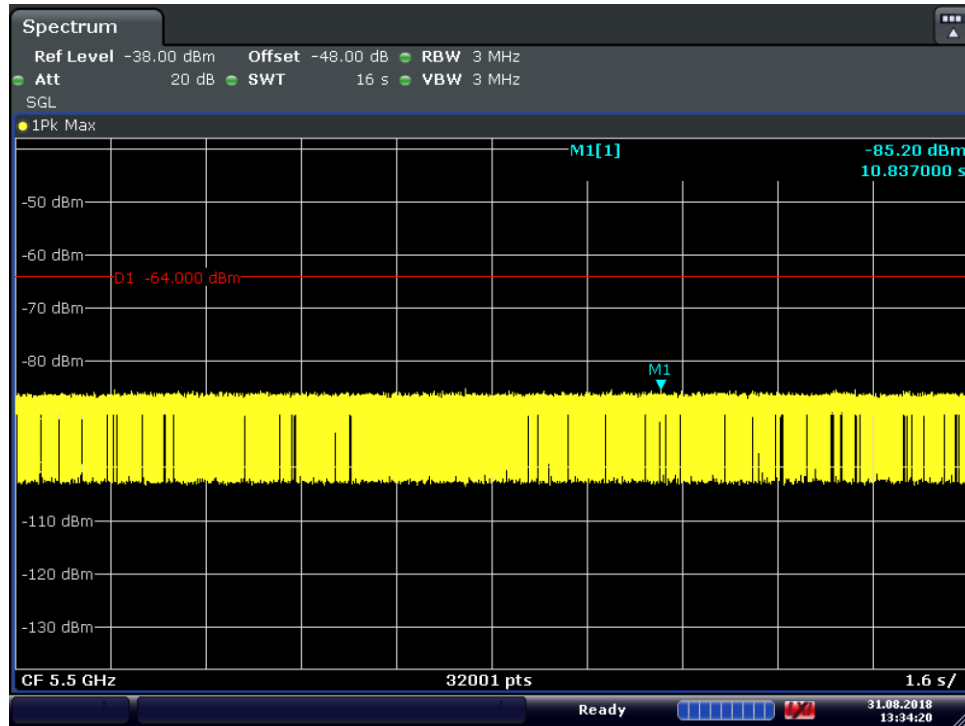 Spectrum
Ref Level -38.00 dBm Offset -48.00 dB RBW 3 MHz
Att 20 dB SWT 16 s VBW 3 MHz
SGL
1Pk Max
M1[1] -85.20 dBm
10.837000 s
-50 dBm
-60 dBm
D1 -64.000 dBm
-70 dBm
-80 dBm
M1
-110 dBm
-120 dBm
-130 dBm
CF 5.5 GHz 32001 pts 1.6 s/
Ready 31.08.2018
13:34:20